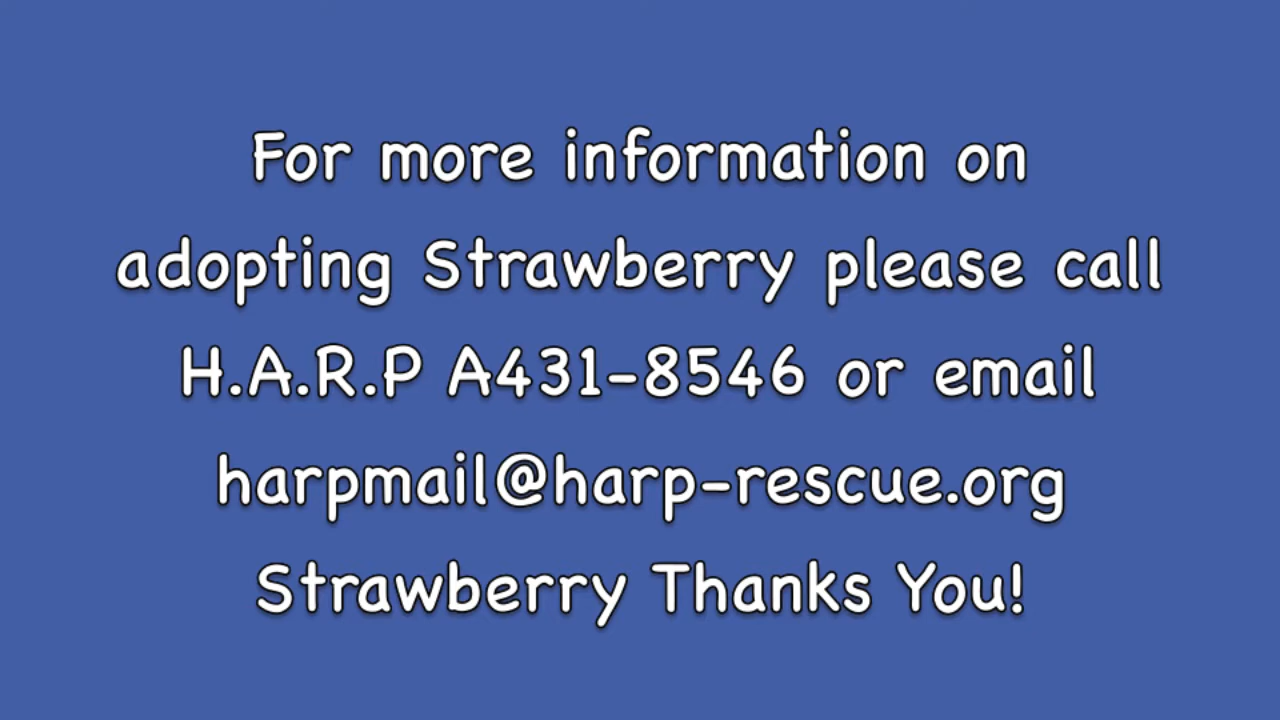 For more information on
adopting Strawberry please call
H.A.R.P A431-8546 or email
harpmail@harp-rescue.org
Strawberry Thanks You!